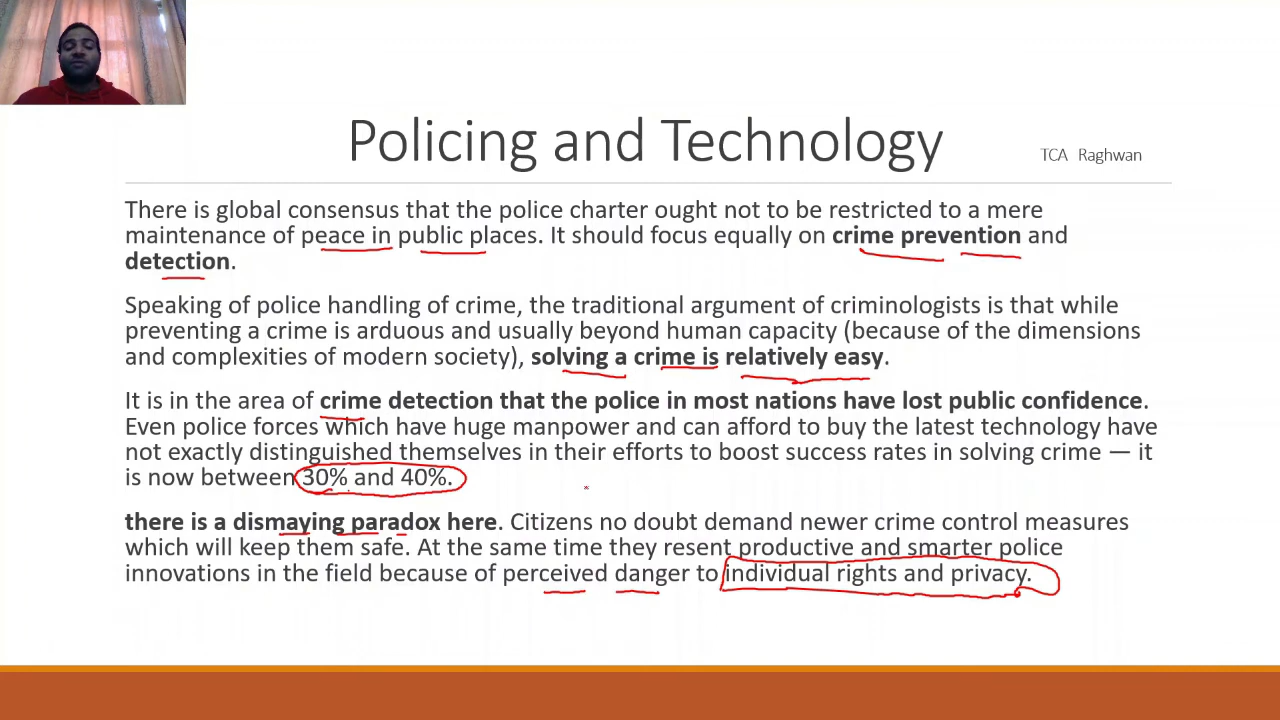 Policing and Technology
TCA Raghwan
There is global consensus that the police charter ought not to be restricted to a mere
maintenance of peace in public places. It should focus equally on crime prevention and
detection.
Speaking of police handling of crime, the traditional argument of criminologists is that while
preventing a crime is arduous and usually beyond human capacity (because of the dimensions
and complexities of modern society), solving a crime is relatively easy.
It is in the area of crime detection that the police in most nations have lost public confidence.
Even police forces which have huge manpower and can afford to buy the latest technology have
not exactly distinguished themselves in their efforts to boost success rates in solving crime — it
is now between 30% and 40%.
there is a dismaying paradox here. Citizens no doubt demand newer crime control measures
which will keep them safe. At the same time they resent productive and smarter police
innovations in the field because of perceived danger to individual rights and privacy.